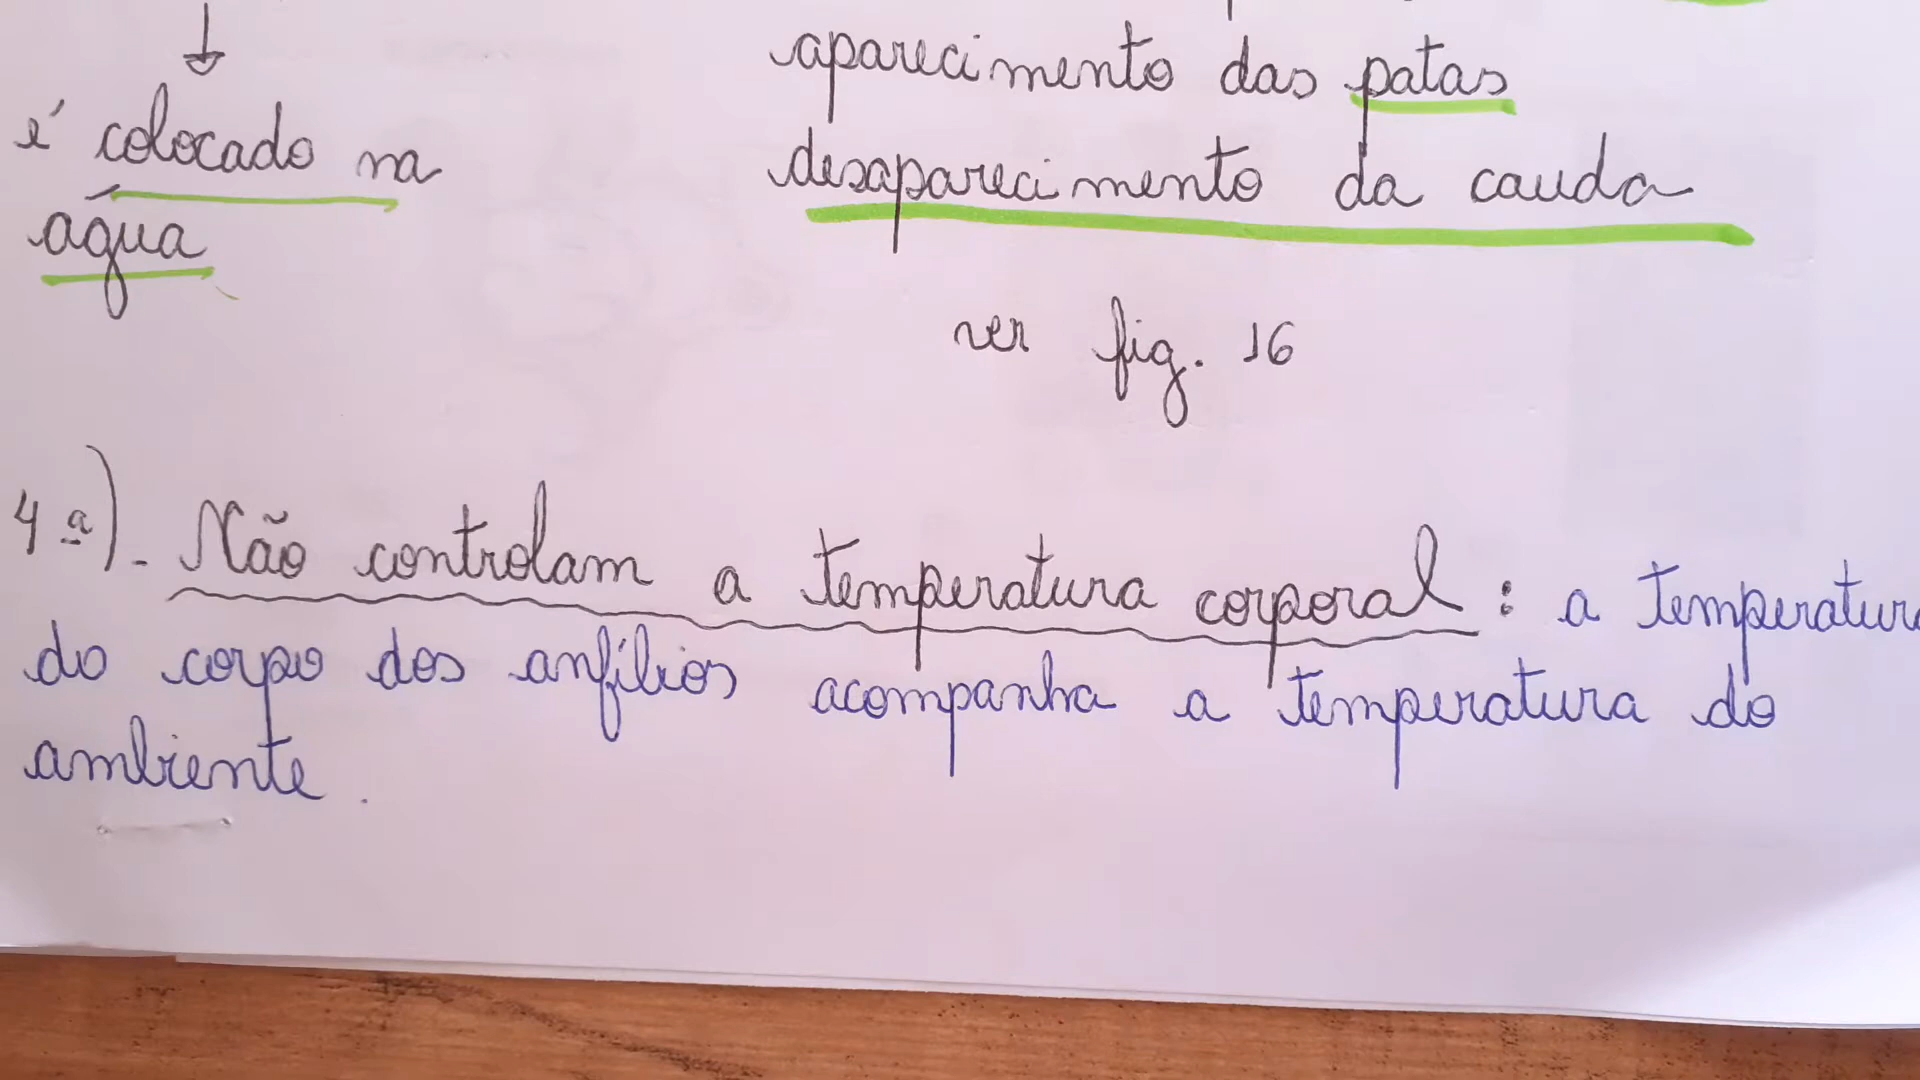 é colocado na
água
aparecimento das patas
desaparecimento da cauda
ver fig. 16
4ª). Não controlam a temperatura corporal : a temperatura
do corpo dos anfíbios acompanha a temperatura do
ambiente.